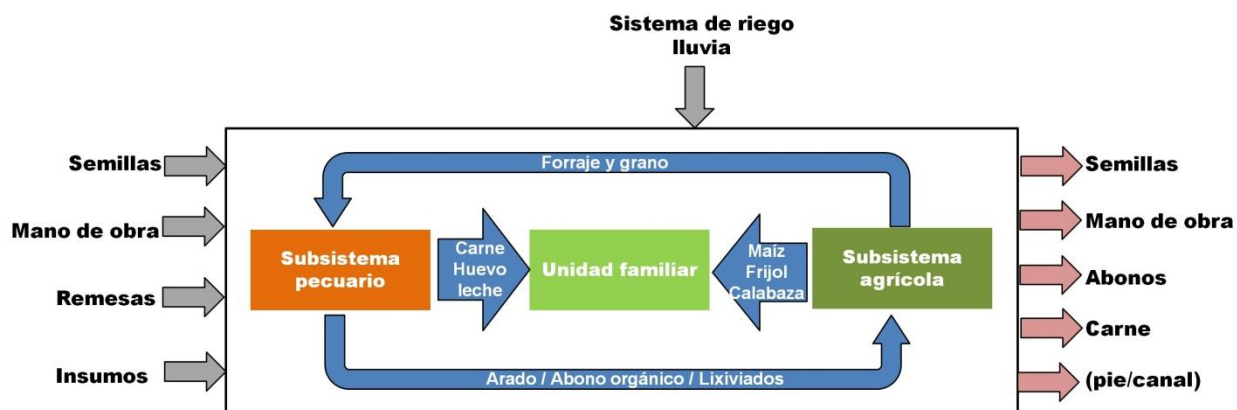 Sistema de riego
lluvia
Semillas
Mano de obra
Remesas
Insumos
Forraje y grano
Subsistema
pecuario
Carne
Huevo
leche
Unidad familiar
Maíz
Frijol
Calabaza
Subsistema
agrícola
Arado / Abono orgánico / Lixiviados
Semillas
Mano de obra
Abonos
Carne
(pie/canal)